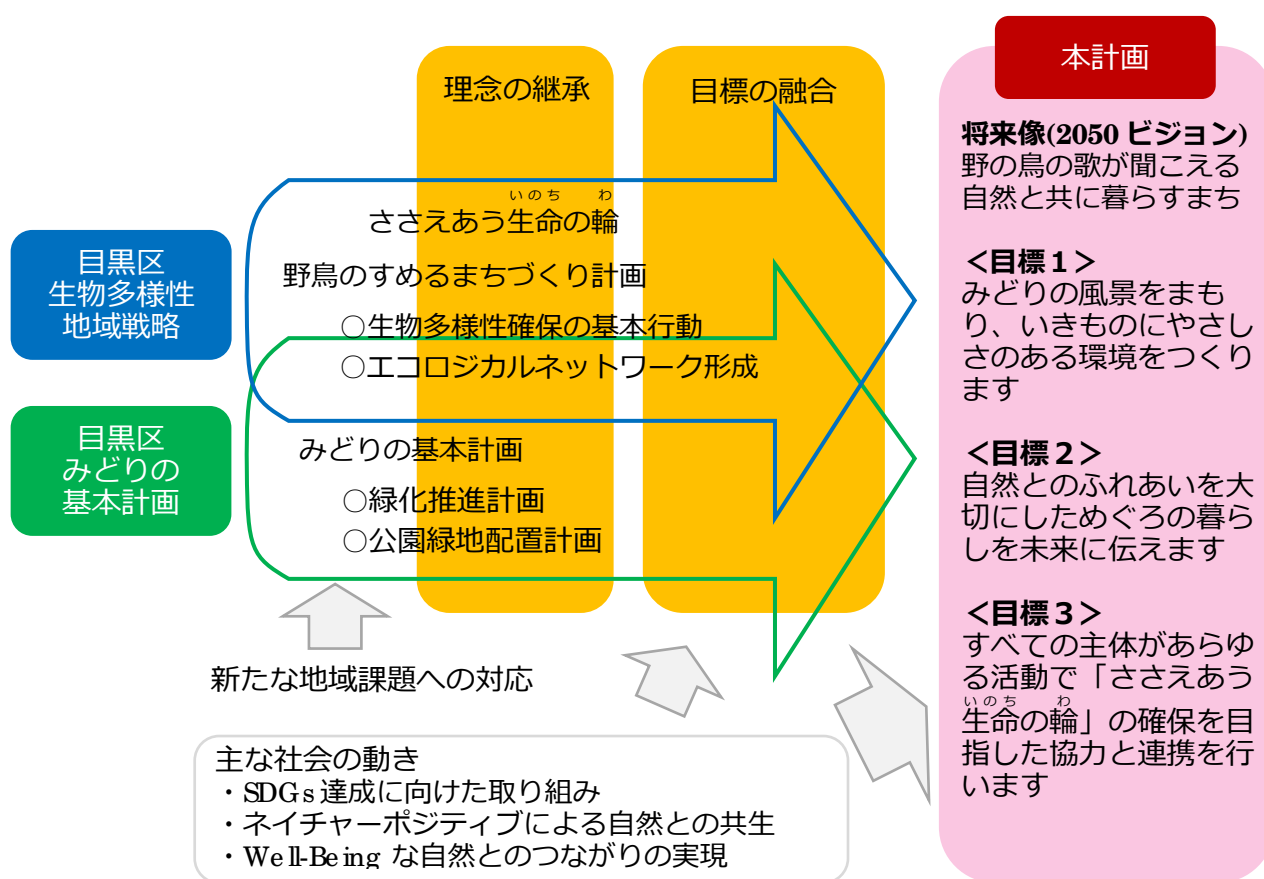 理念の継承
目標の融合
目黒区
生物多様性
地域戦略
目黒区
みどりの
基本計画
いのち わ
ささえあう生命の輪
野鳥のすめるまちづくり計画
○生物多様性確保の基本行動
○エコロジカルネットワーク形成
みどりの基本計画
○緑化推進計画
○公園緑地配置計画
新たな地域課題への対応
主な社会の動き
・SDGs 達成に向けた取り組み
・ネイチャーポジティブによる自然との共生
・Well-Being な自然とのつながりの実現
本計画
将来像(2050 ビジョン)
野の鳥の歌が聞こえる
自然と共に暮らすまち
＜目標１＞
みどりの風景をまも
り、いきものにやさし
さのある環境をつくり
ます
＜目標２＞
自然とのふれあいを大
切にしためぐろの暮ら
しを未来に伝えます
＜目標３＞
すべての主体があらゆ
る活動で「ささえあう
いのち わ
生命の輪」の確保を目
指した協力と連携を行
います